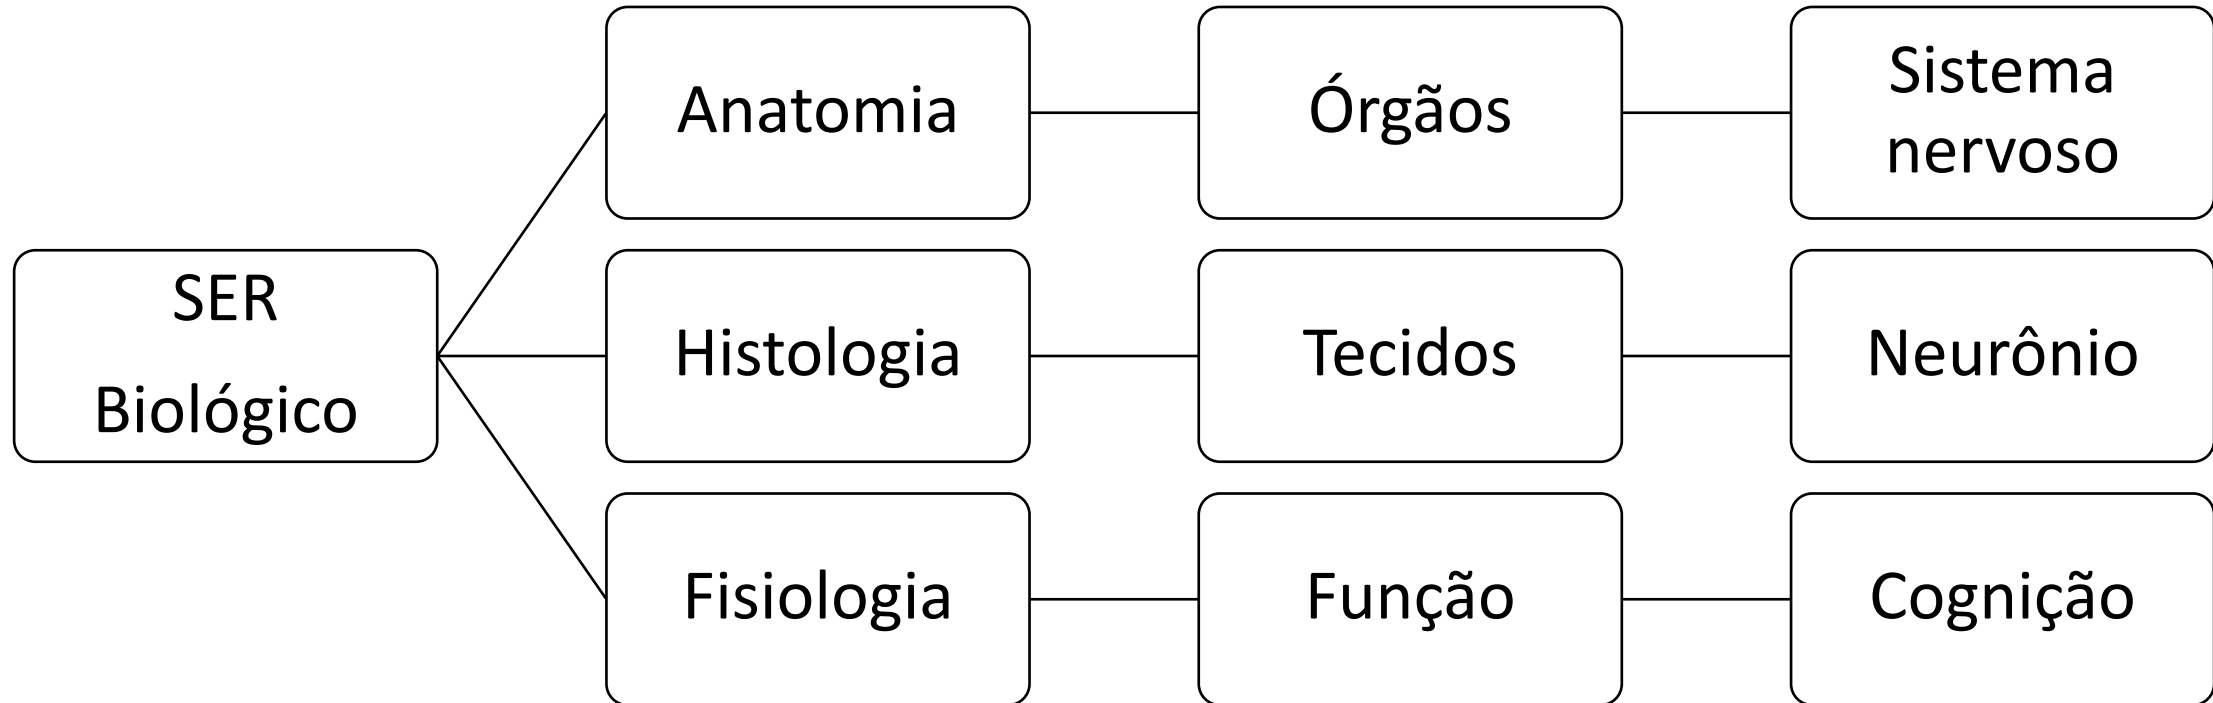 SER
Biológico
Anatomia
Órgãos
Sistema
nervoso
Histologia
Tecidos
Neurônio
Fisiologia
Função
Cognição